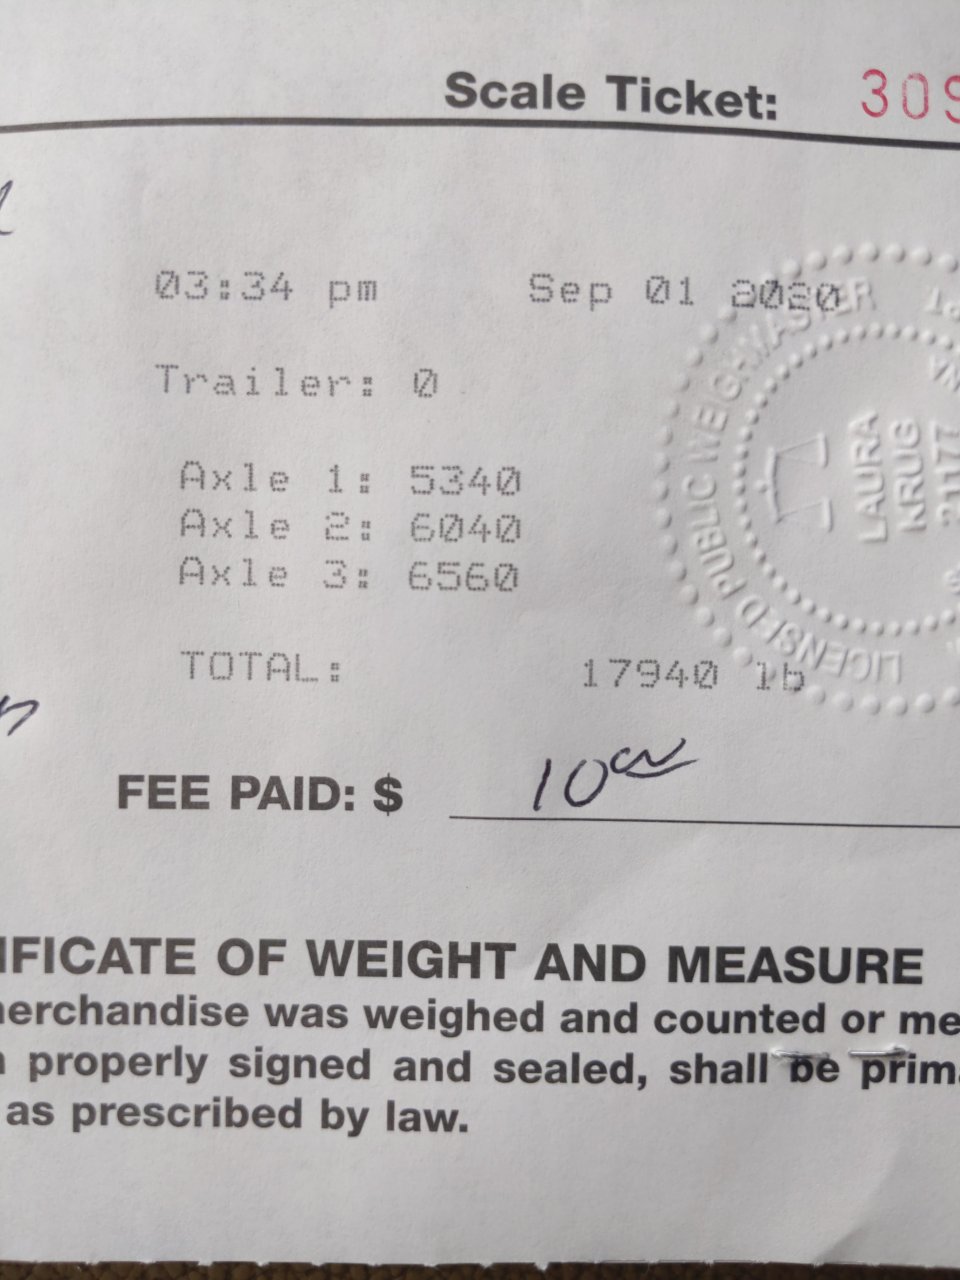 Scale Ticket: 309
03:34 pm Sep 01 2020
Trailer: 0
Axle 1: 5340
Axle 2: 6040
Axle 3: 6560
TOTAL: 17940 lb
LICENSED PUBLIC WEIGHMASTER
LAURA
KRUG
21177
FEE PAID: $ 10
IFICATE OF WEIGHT AND MEASURE
merchandise was weighed and counted or me
properly signed and sealed, shall be prim
as prescribed by law.